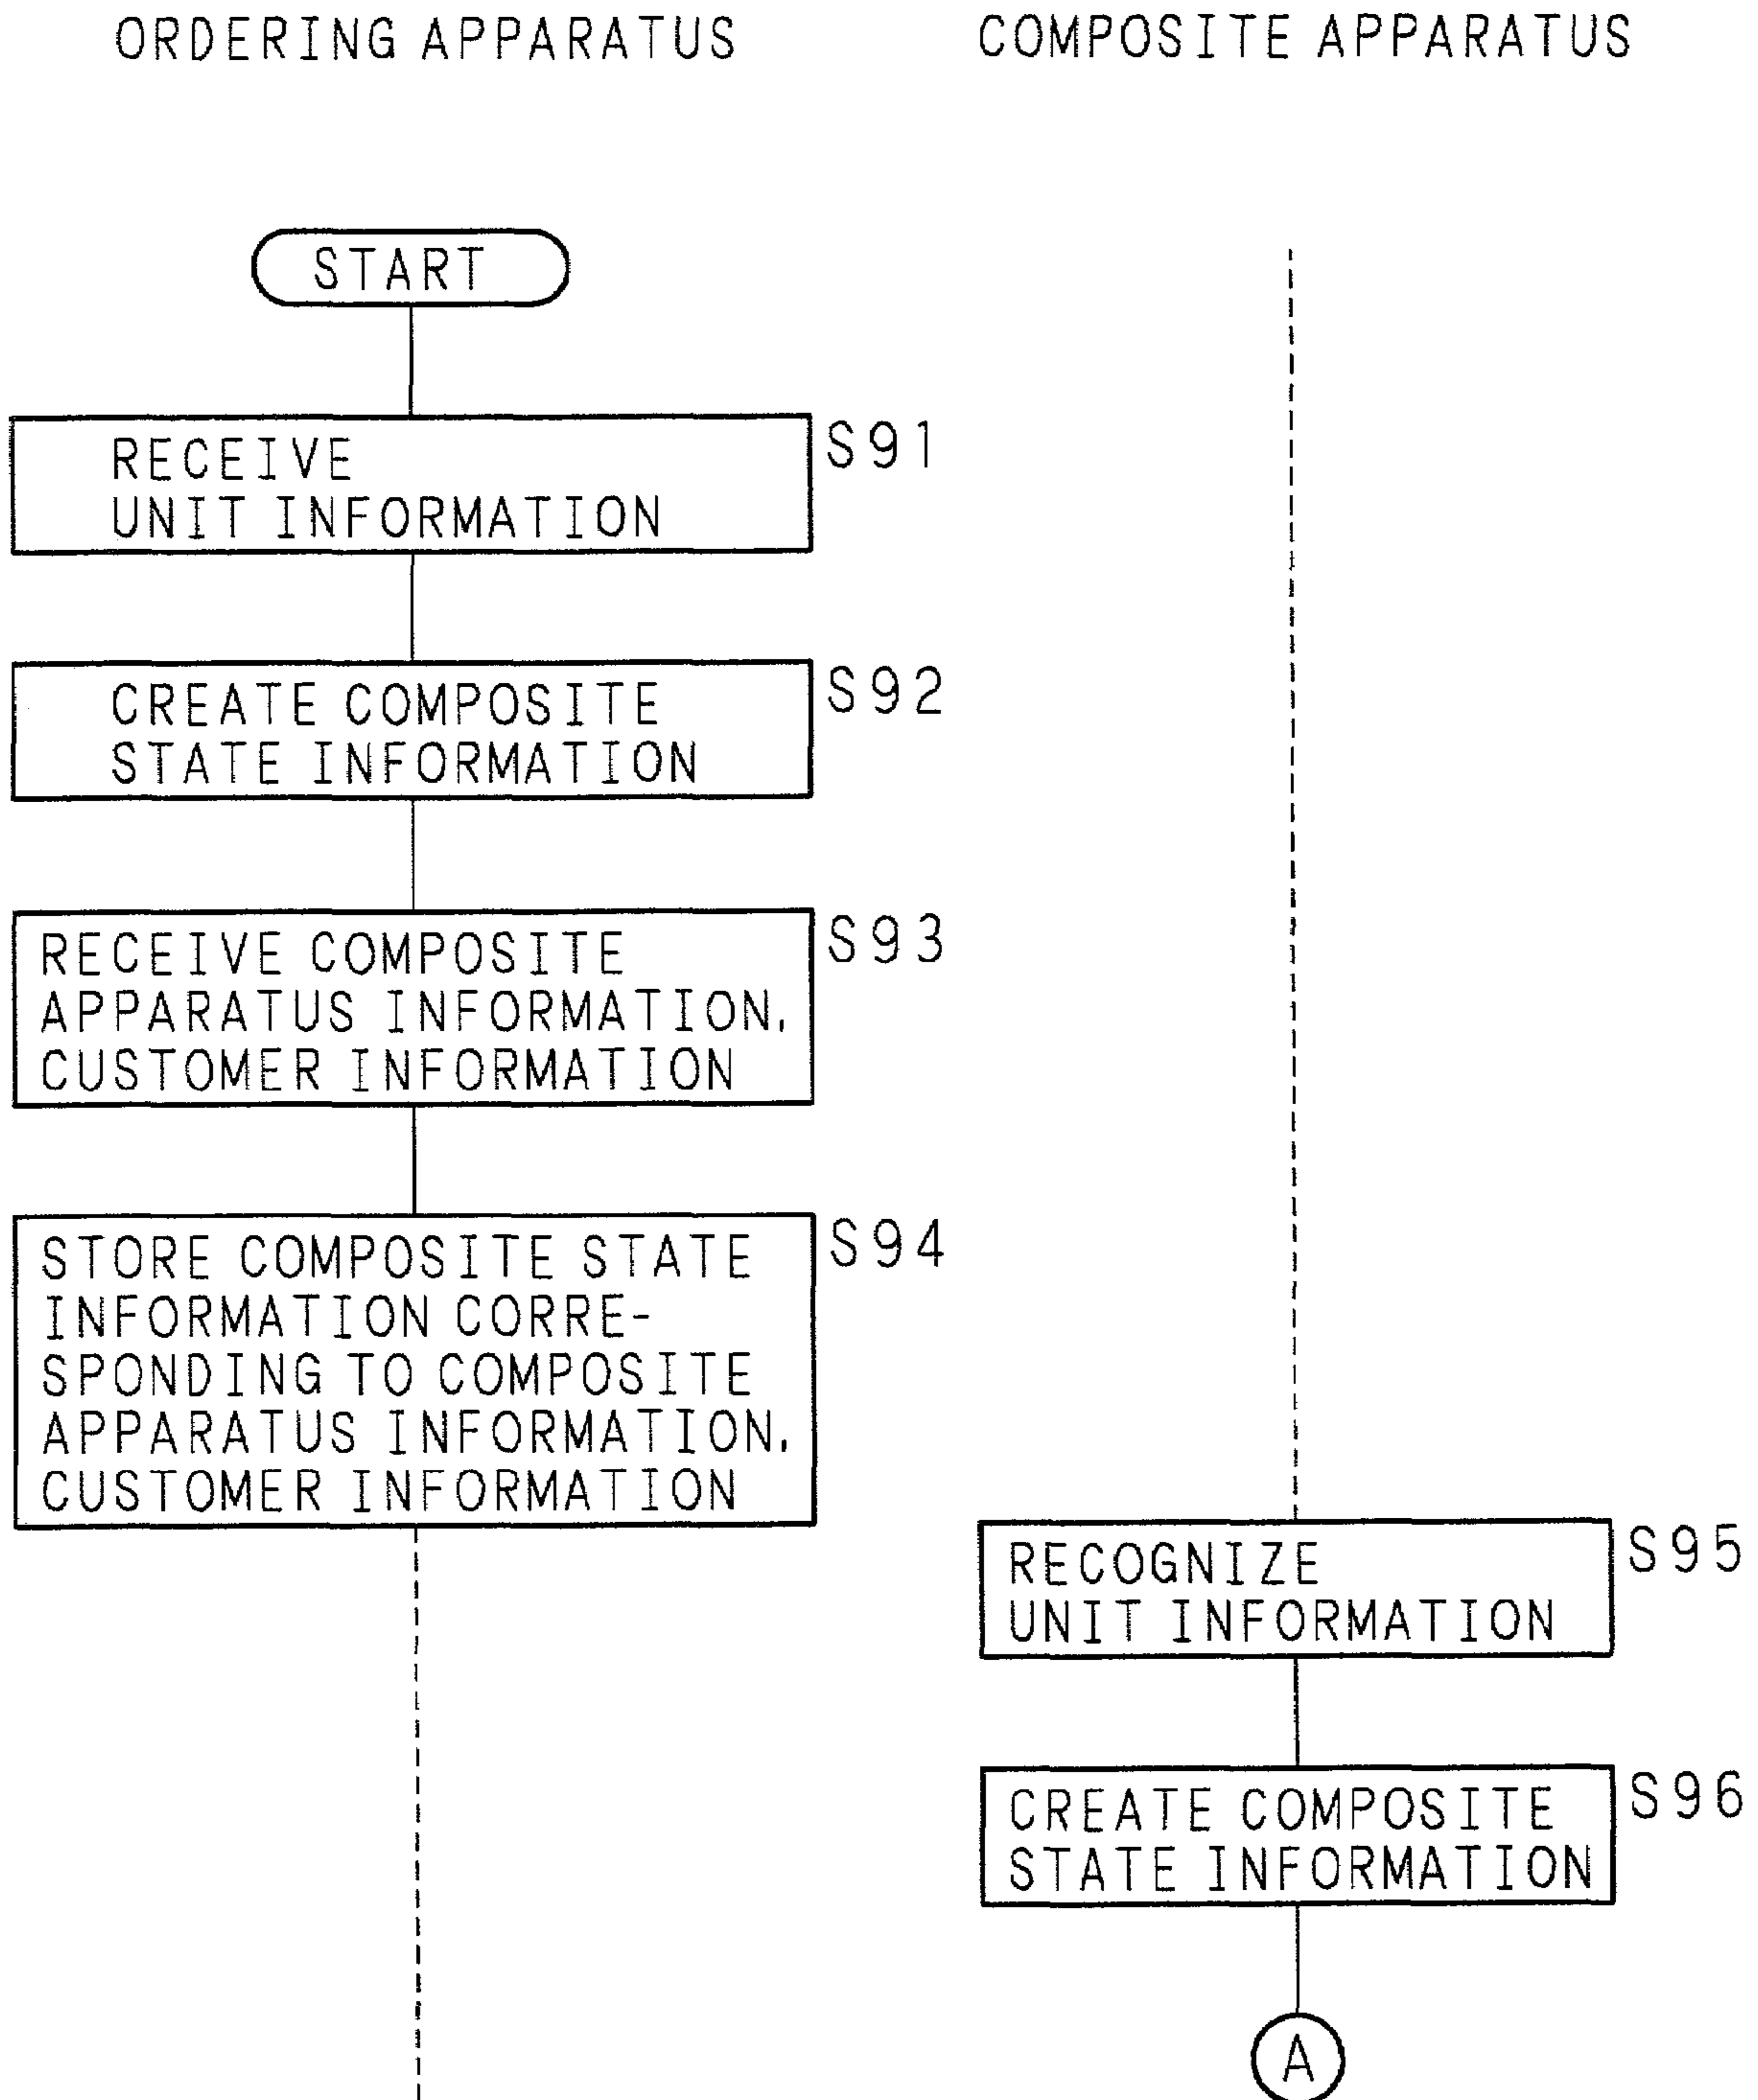 ORDERING APPARATUS
COMPOSITE APPARATUS
START
RECEIVE
UNIT INFORMATION
S91
CREATE COMPOSITE
STATE INFORMATION
S92
RECEIVE COMPOSITE
APPARATUS INFORMATION,
CUSTOMER INFORMATION
S93
STORE COMPOSITE STATE
INFORMATION CORRE-
SPONDING TO COMPOSITE
APPARATUS INFORMATION,
CUSTOMER INFORMATION
S94
RECOGNIZE
UNIT INFORMATION
S95
CREATE COMPOSITE
STATE INFORMATION
S96
A